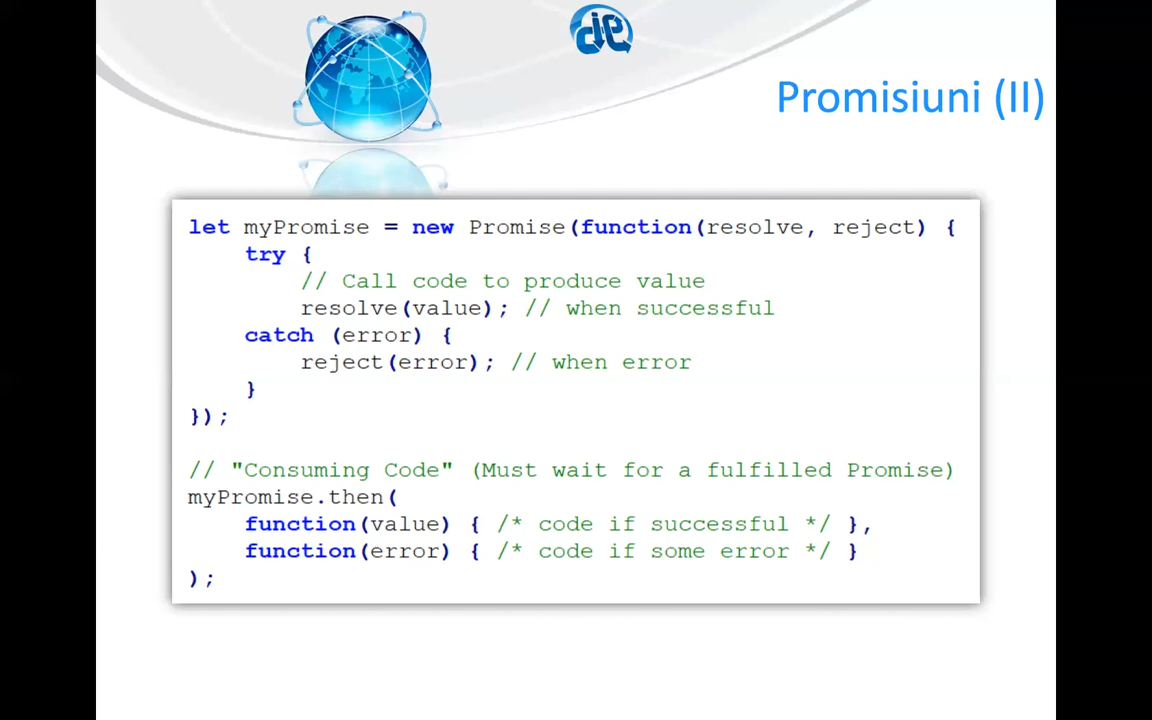 Promisiuni (II)
let myPromise = new Promise(function(resolve, reject) {
    try {
        // Call code to produce value
        resolve(value); // when successful
    catch (error) {
        reject(error); // when error
    }
});

// "Consuming Code" (Must wait for a fulfilled Promise)
myPromise.then(
    function(value) { /* code if successful */ },
    function(error) { /* code if some error */ }
);